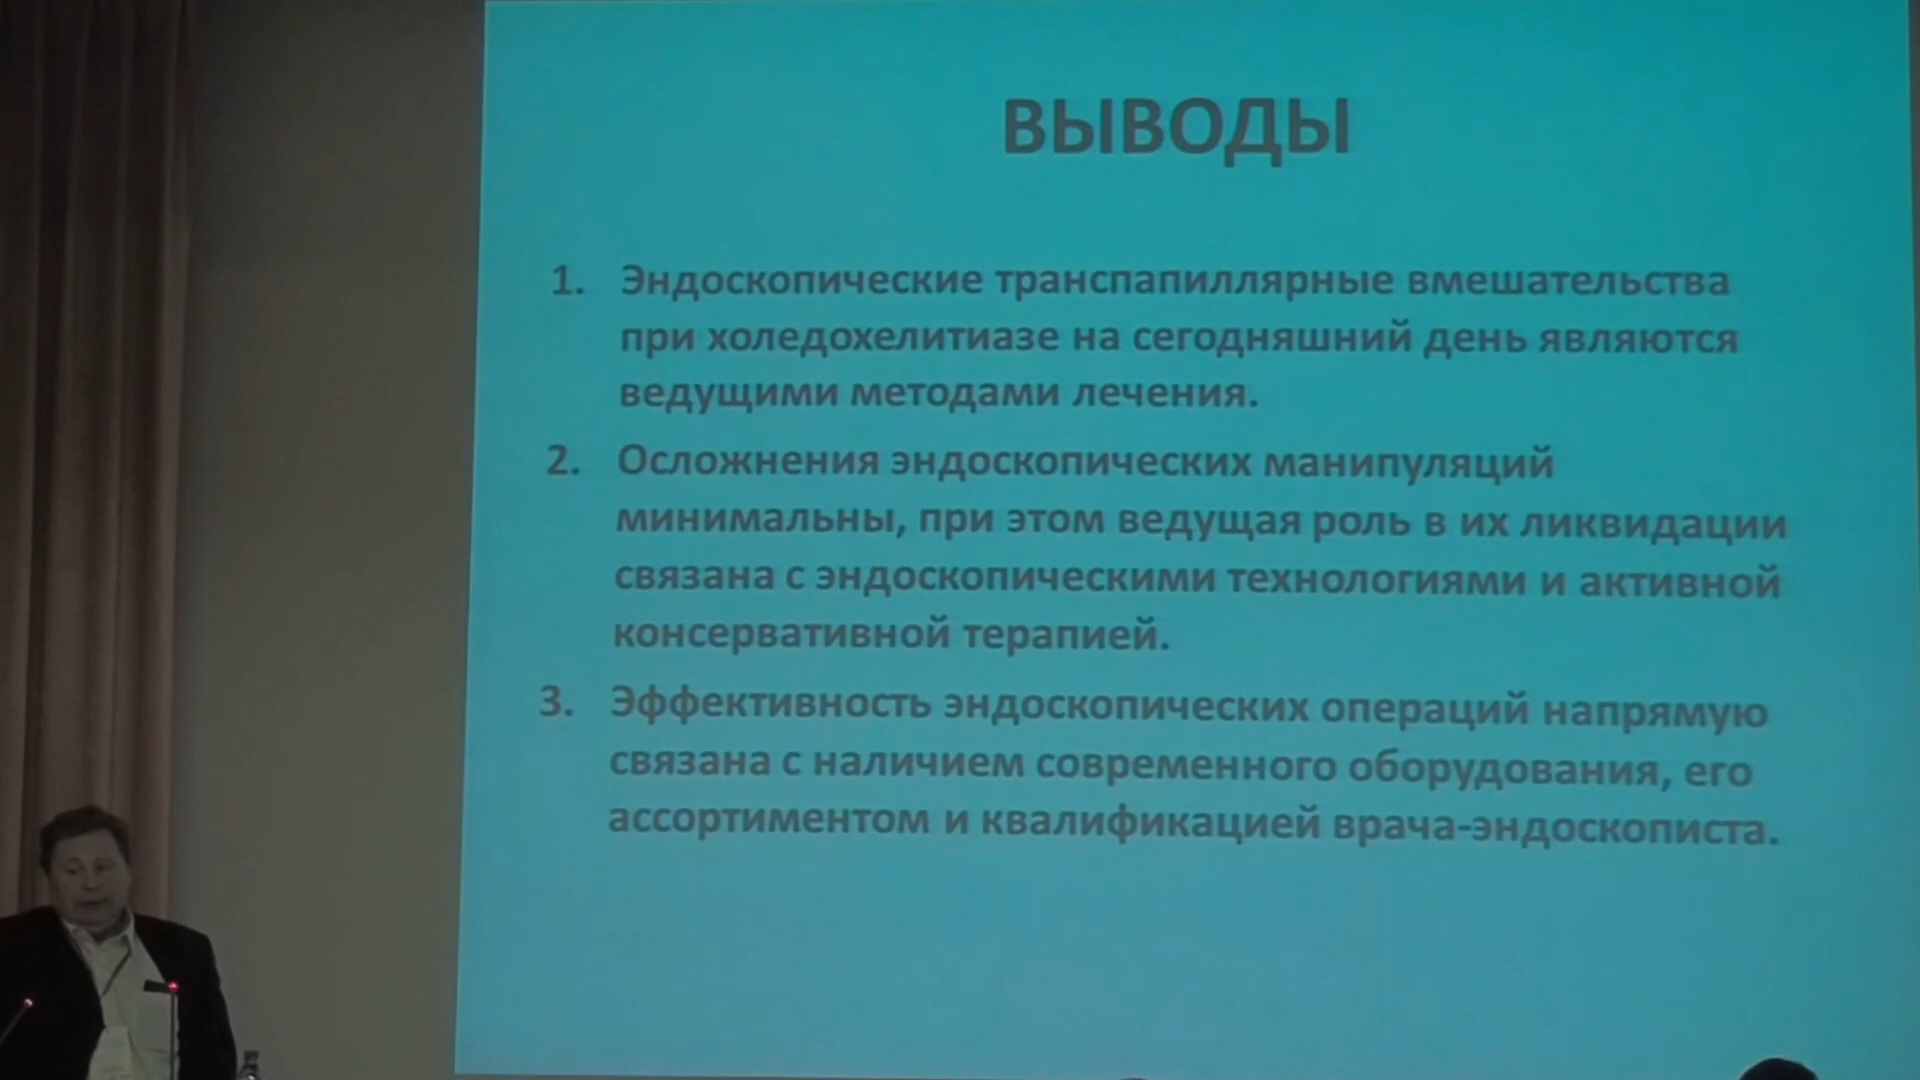 ВЫВОДЫ
1. Эндоскопические транспапиллярные вмешательства
при холедохелитиазе на сегодняшний день являются
ведущими методами лечения.
2. Осложнения эндоскопических манипуляций
минимальны, при этом ведущая роль в их ликвидации
связана с эндоскопическими технологиями и активной
консервативной терапией.
3. Эффективность эндоскопических операций напрямую
связана с наличием современного оборудования, его
ассортиментом и квалификацией врача-эндоскописта.